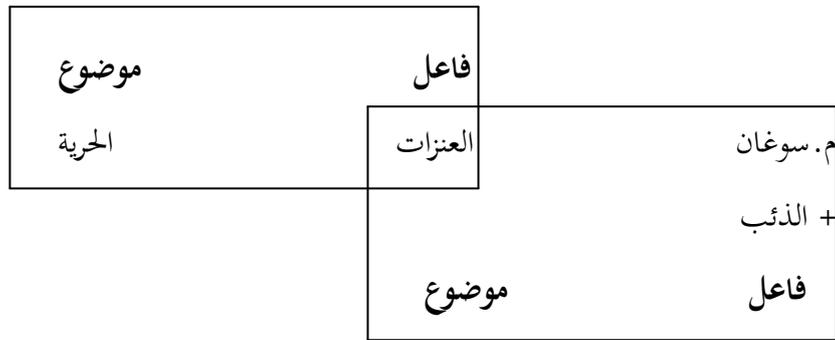 فاعل موضوع
م.سوغان العنزات الحرية
+ الذئب
فاعل موضوع